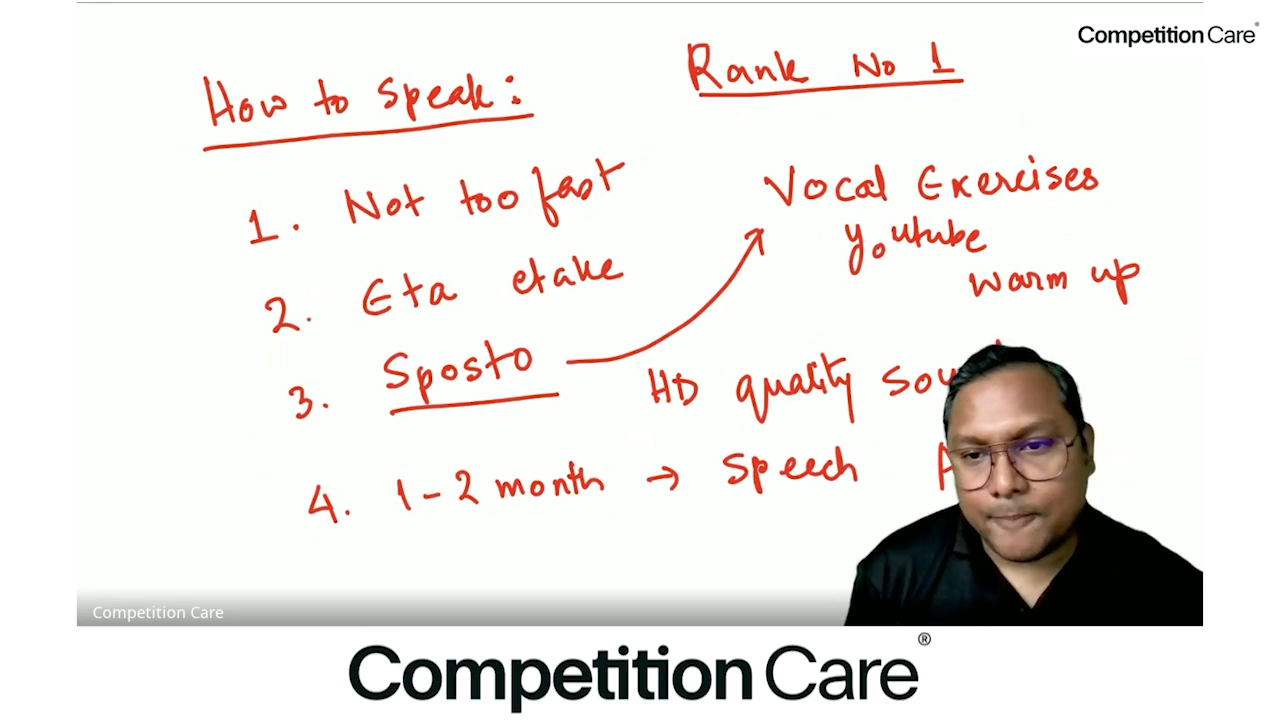 Competition Care
How to speak:
Rank No 1
1. Not too fast
2. Eta etake
3. Sposto
4. 1-2 month → Speech
Vocal Exercises
Youtube
Warm up
HD quality
Competition Care
Competition Care®